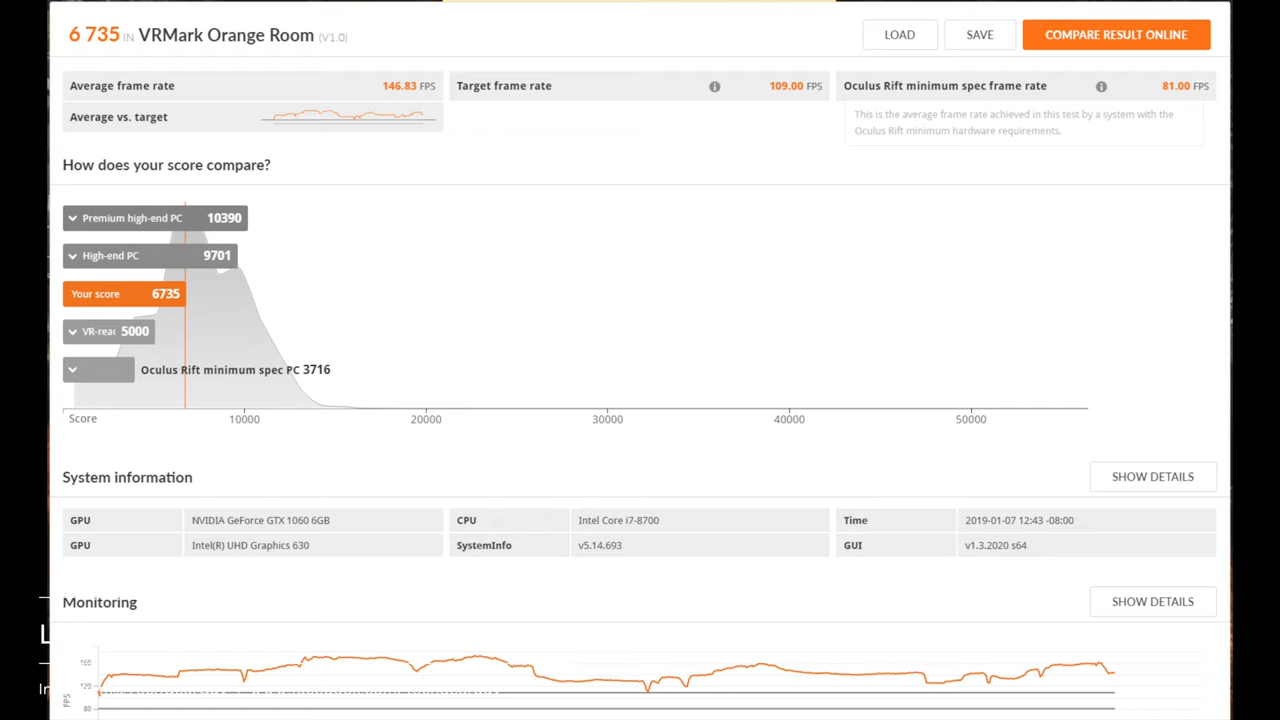 6 735 IN VRMark Orange Room (V1.0)
LOAD
SAVE
COMPARE RESULT ONLINE
Average frame rate 146.83 FPS
Target frame rate 109.00 FPS
Oculus Rift minimum spec frame rate 81.00 FPS
Average vs. target
This is the average frame rate achieved in this test by a system with the
Oculus Rift minimum hardware requirements.
How does your score compare?
Premium high-end PC 10390
High-end PC 9701
Your score 6735
VR-reac 5000
Oculus Rift minimum spec PC 3716
Score 10000 20000 30000 40000 50000
System information
SHOW DETAILS
GPU NVIDIA GeForce GTX 1060 6GB
CPU Intel Core i7-8700
Time 2019-01-07 12:43 -08:00
GPU Intel(R) UHD Graphics 630
SystemInfo v5.14.693
GUI v1.3.2020 s64
Monitoring
SHOW DETAILS
160
120
80
FPS